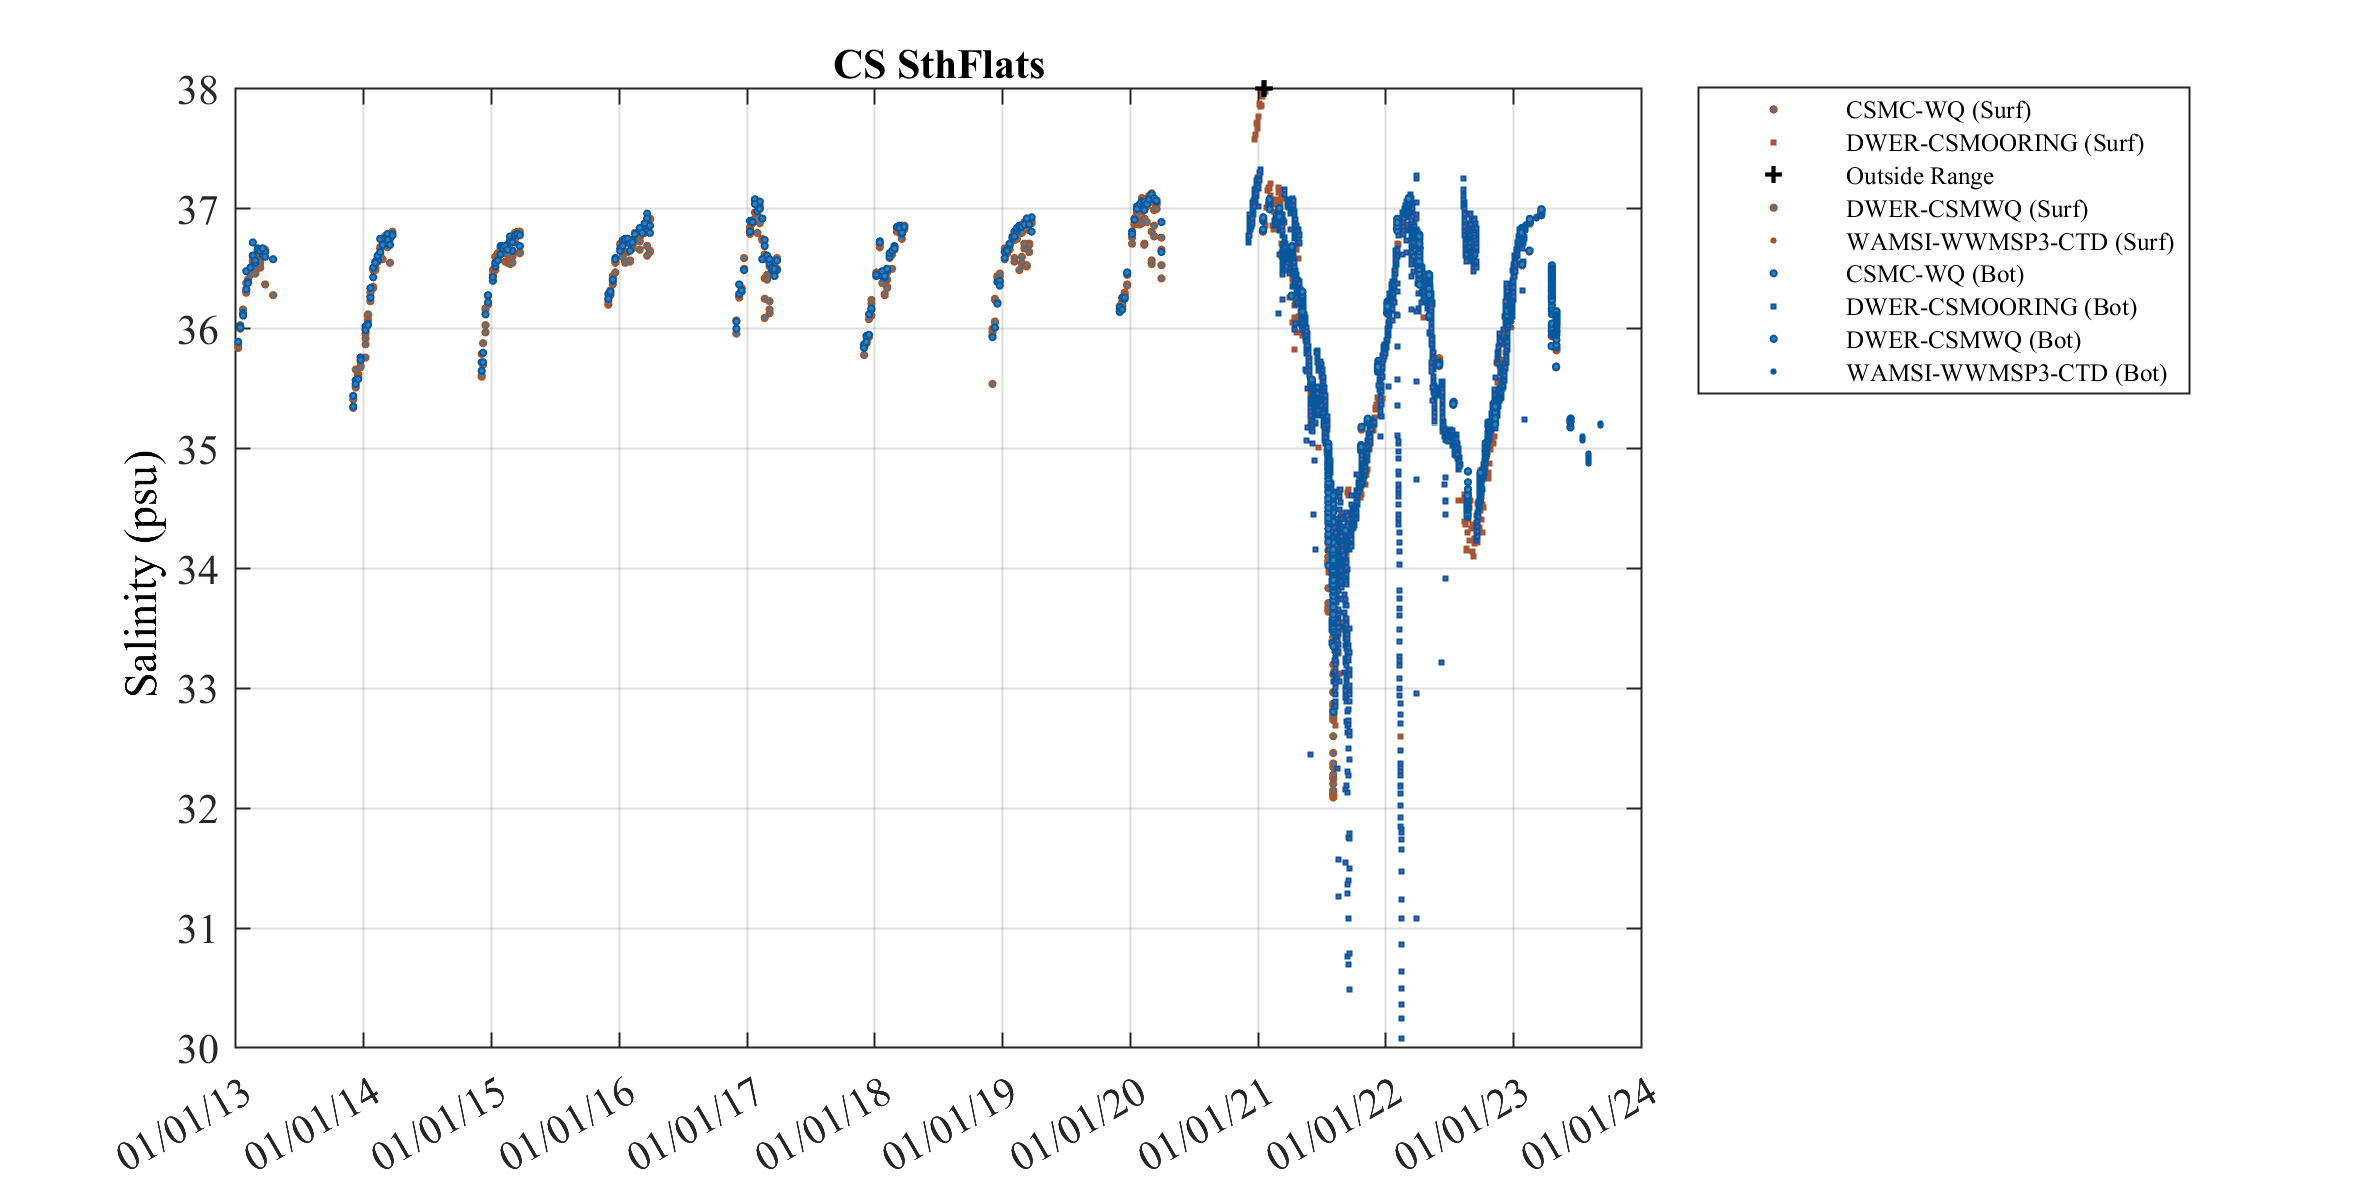 CS SthFlats
38
37
36
35
34
33
32
31
30
Salinity (psu)
01/01/13
01/01/14
01/01/15
01/01/16
01/01/17
01/01/18
01/01/19
01/01/20
01/01/21
01/01/22
01/01/23
01/01/24
CSMC-WQ (Surf)
DWER-CSMOORING (Surf)
Outside Range
DWER-CSMWQ (Surf)
WAMSI-WWMSP3-CTD (Surf)
CSMC-WQ (Bot)
DWER-CSMOORING (Bot)
DWER-CSMWQ (Bot)
WAMSI-WWMSP3-CTD (Bot)